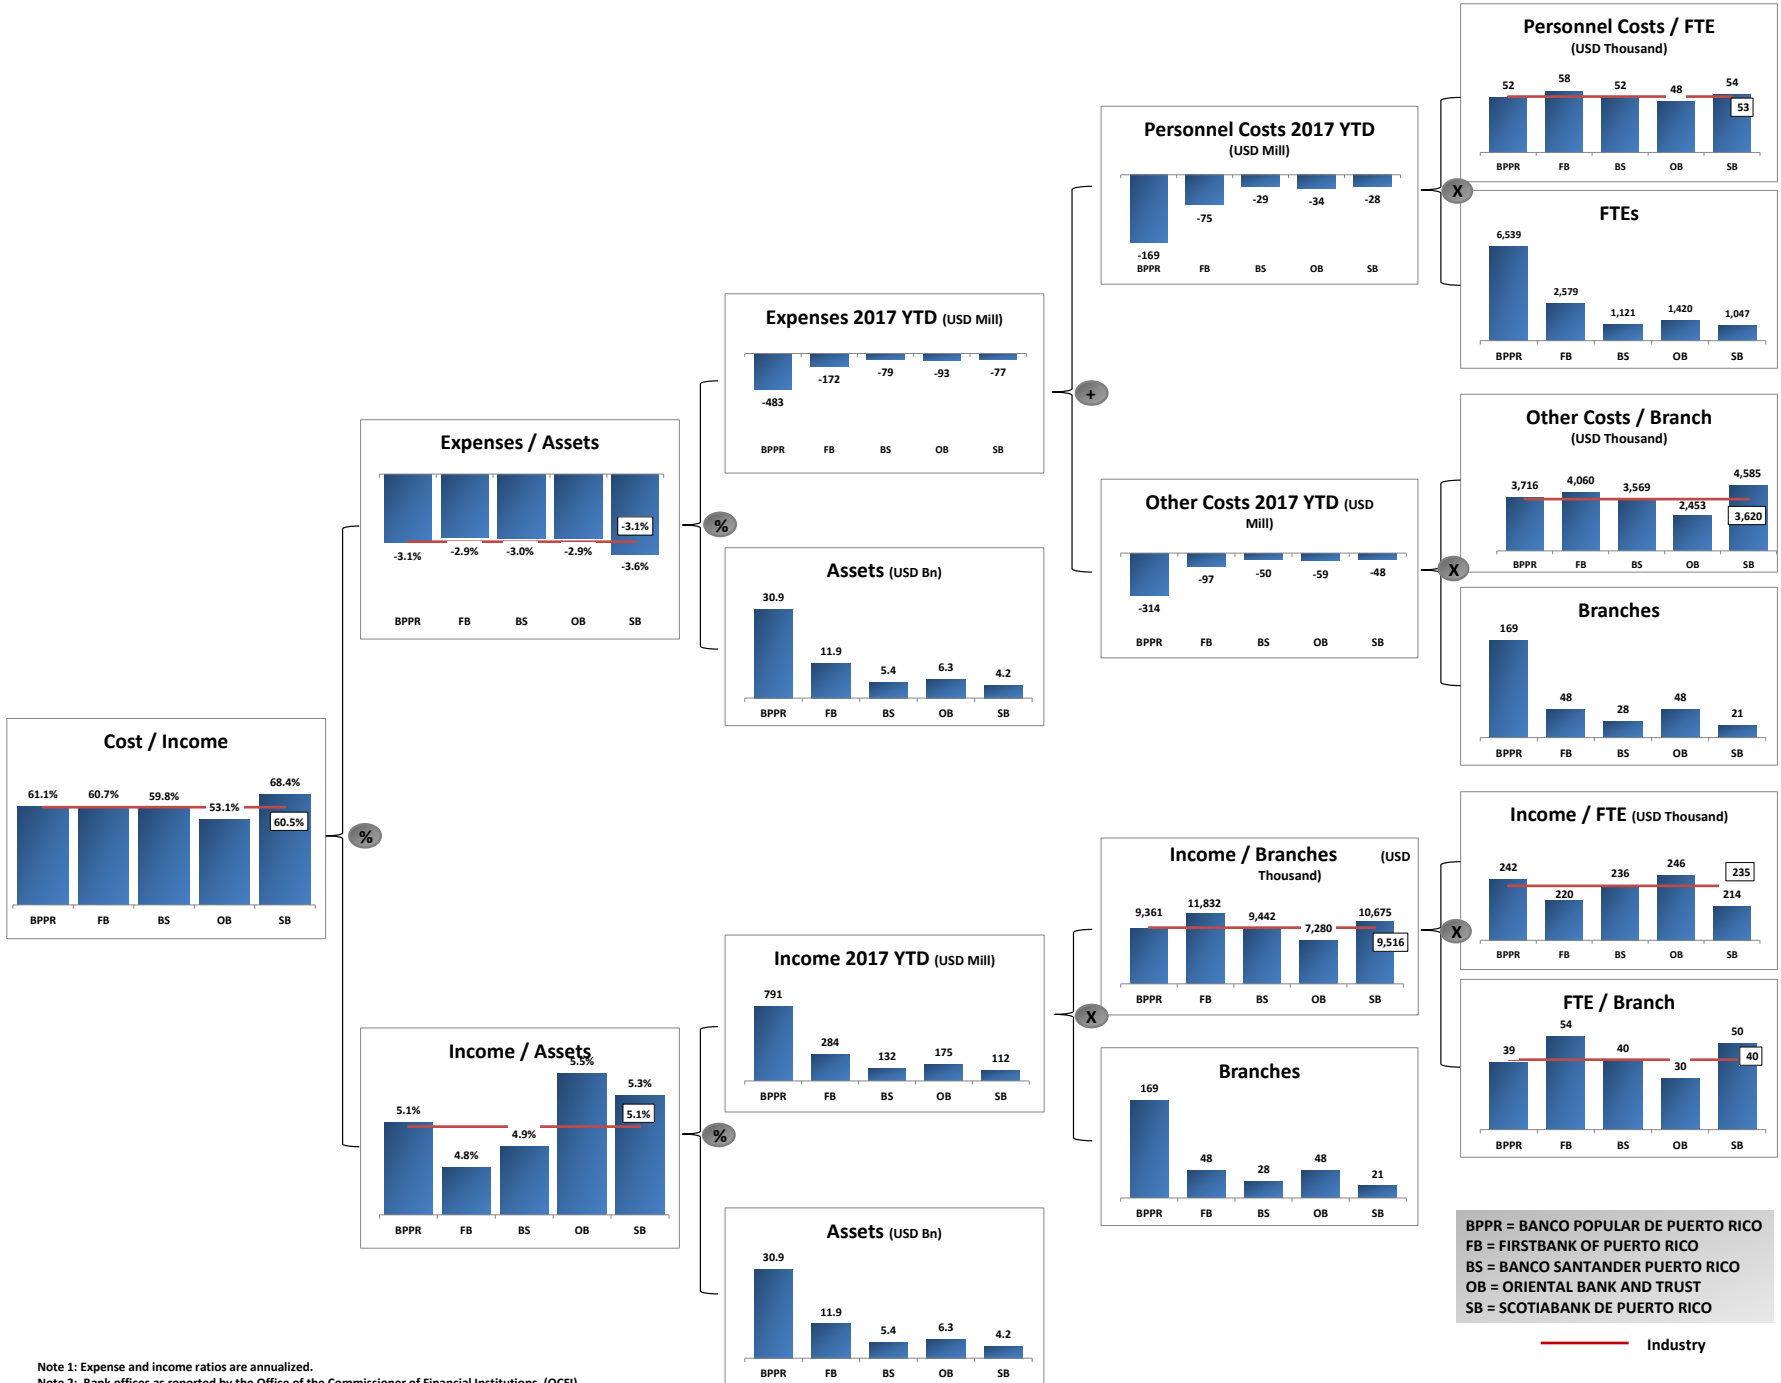 Cost / Income
61.1% 60.7% 59.8% 53.1% 68.4%
60.5%
BPPR FB BS OB SB
%
Expenses / Assets
-3.1% -2.9% -3.0% -2.9% -3.6%
-3.1%
BPPR FB BS OB SB
%
Income / Assets
5.1% 4.8% 4.9% 5.5% 5.3%
5.1%
BPPR FB BS OB SB
%
Expenses 2017 YTD (USD Mill)
-483 -172 -79 -93 -77
BPPR FB BS OB SB
+
Assets (USD Bn)
30.9 11.9 5.4 6.3 4.2
BPPR FB BS OB SB
Income 2017 YTD (USD Mill)
791 284 132 175 112
BPPR FB BS OB SB
X
Assets (USD Bn)
30.9 11.9 5.4 6.3 4.2
BPPR FB BS OB SB
Personnel Costs 2017 YTD
(USD Mill)
-169 -75 -29 -34 -28
BPPR FB BS OB SB
X
Other Costs 2017 YTD (USD
Mill)
-314 -97 -50 -59 -48
BPPR FB BS OB SB
X
Income / Branches (USD
Thousand)
9,361 11,832 9,442 7,280 10,675
9,516
BPPR FB BS OB SB
X
Branches
169 48 28 48 21
BPPR FB BS OB SB
Personnel Costs / FTE
(USD Thousand)
52 58 52 48 54
53
BPPR FB BS OB SB
FTEs
6,539 2,579 1,121 1,420 1,047
BPPR FB BS OB SB
Other Costs / Branch
(USD Thousand)
3,716 4,060 3,569 2,453 4,585
3,620
BPPR FB BS OB SB
Branches
169 48 28 48 21
BPPR FB BS OB SB
Income / FTE (USD Thousand)
242 220 236 246 214
235
BPPR FB BS OB SB
FTE / Branch
39 54 40 30 50
40
BPPR FB BS OB SB
BPPR = BANCO POPULAR DE PUERTO RICO
FB = FIRSTBANK OF PUERTO RICO
BS = BANCO SANTANDER PUERTO RICO
OB = ORIENTAL BANK AND TRUST
SB = SCOTIABANK DE PUERTO RICO
Industry
Note 1: Expense and income ratios are annualized.
Note 2: Bank offices as reported by the Office of the Commissioner of Financial Institutions (OCFI)